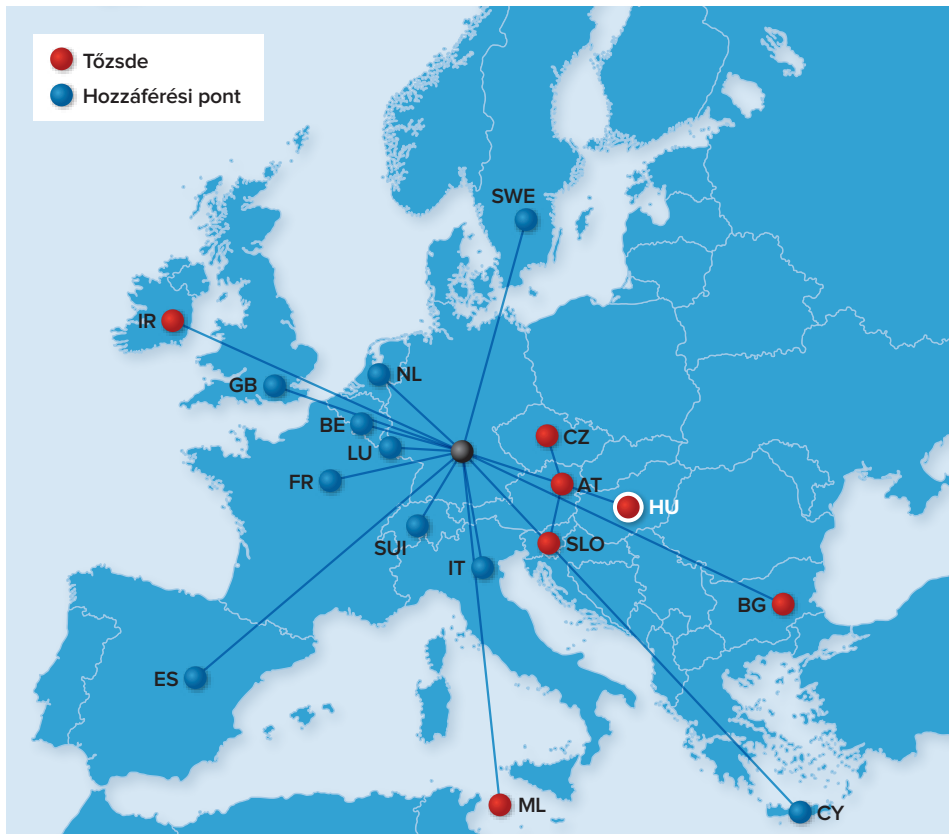 Tőzsde
Hozzáférési pont
SWE
IR
NL
GB
BE
CZ
LU
FR
AT
HU
SUI
SLO
IT
BG
ES
ML
CY